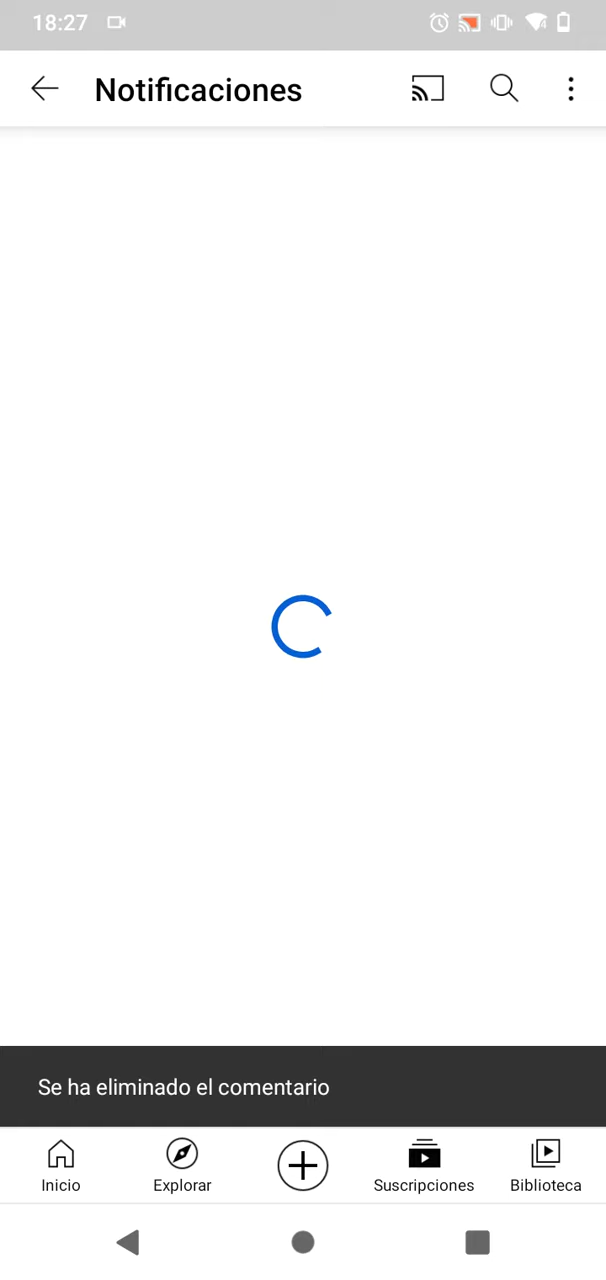 18:27
Notificaciones
Se ha eliminado el comentario
Inicio
Explorar
Suscripciones
Biblioteca